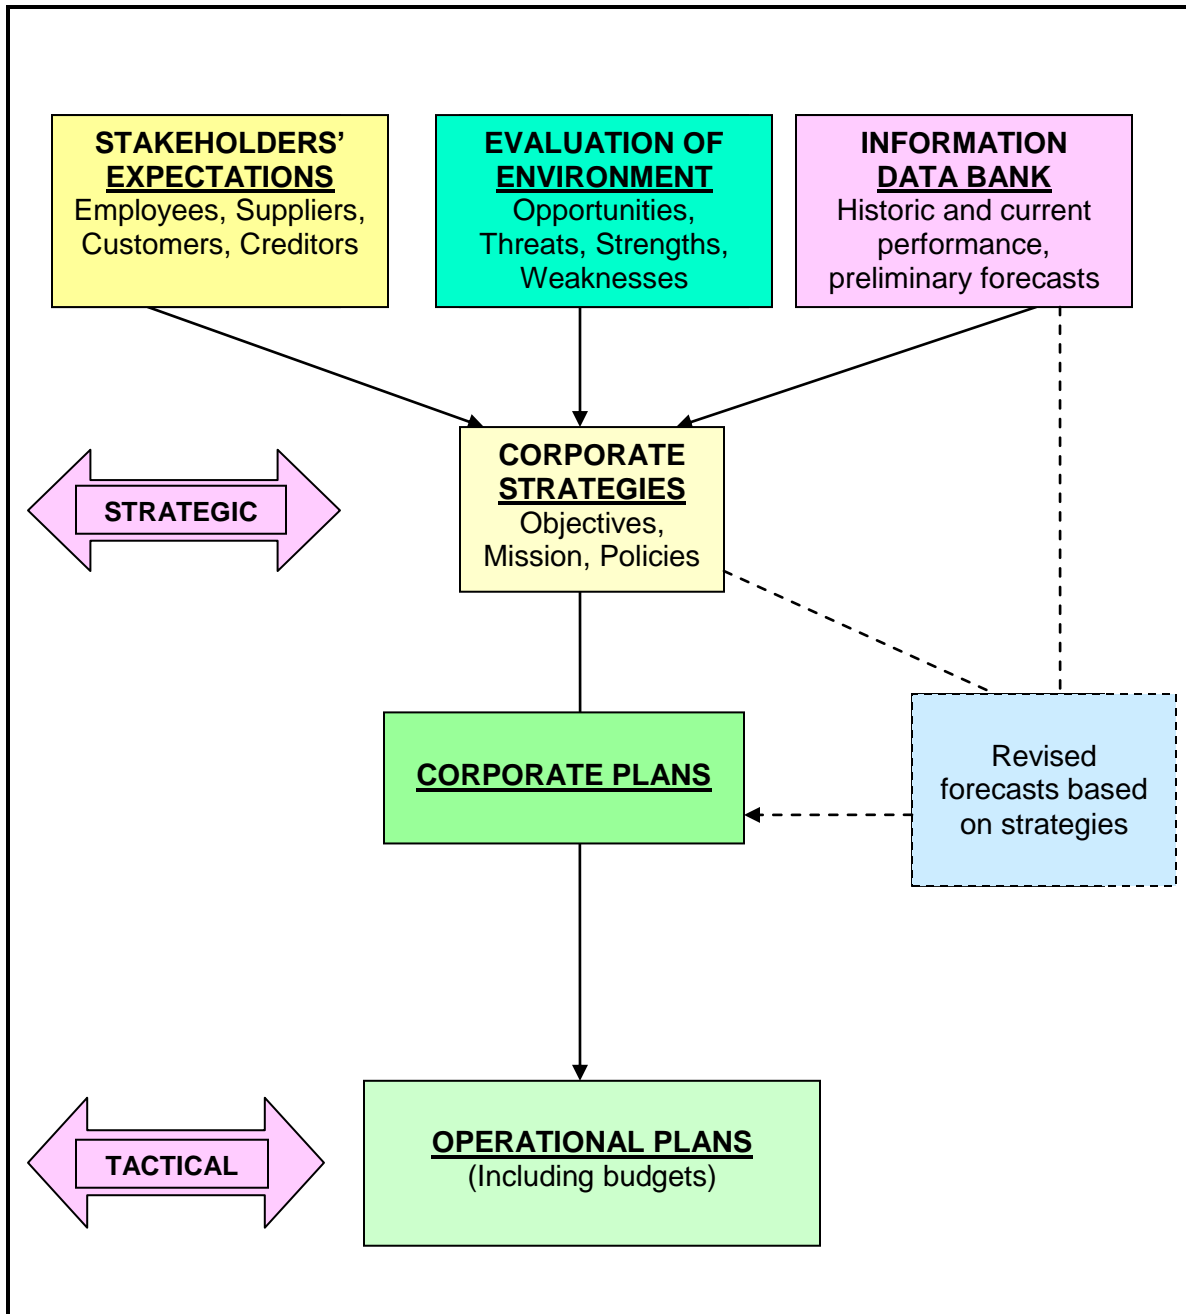 STAKEHOLDERS’
EXPECTATIONS
Employees, Suppliers,
Customers, Creditors
EVALUATION OF
ENVIRONMENT
Opportunities,
Threats, Strengths,
Weaknesses
INFORMATION
DATA BANK
Historic and current
performance,
preliminary forecasts
STRATEGIC
CORPORATE
STRATEGIES
Objectives,
Mission, Policies
CORPORATE PLANS
Revised
forecasts based
on strategies
TACTICAL
OPERATIONAL PLANS
(Including budgets)